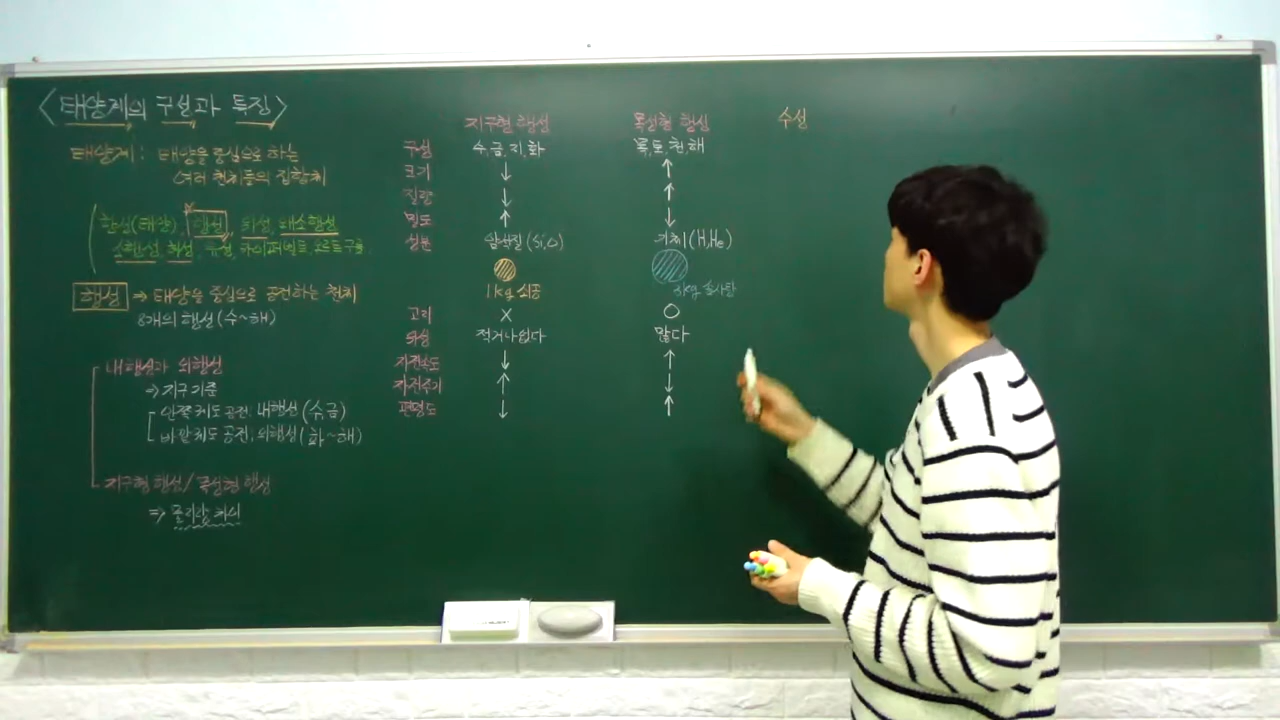 <태양계의 구성과 특징>
태양계: 태양을 중심으로 하는
여러 천체들의 집합체
항성(태양), 행성, 위성, 왜소행성
소행성, 혜성, 유성, 카이퍼벨트, 오르트구름
행성 ⇒ 태양을 중심으로 공전하는 천체
8개의 행성(수~해)
내행성과 외행성
⇒ 지구 기준
안쪽 궤도 공전, 내행성(수,금)
바깥 궤도 공전, 외행성(화~해)
지구형 행성/목성형 행성
⇒ 물리량 차이
지구형 행성 목성형 행성
구성 수,금,지,화 목,토,천,해
크기 ↓ ↑
질량 ↓ ↑
밀도 ↑ ↓
성분 암석질(Si,O) 기체(H,He)
1kg 쇠공 솜사탕
고리 X O
위성 적거나 없다 많다
자전속도 ↓ ↑
자전주기 ↑ ↓
편평도 ↓ ↑
수성